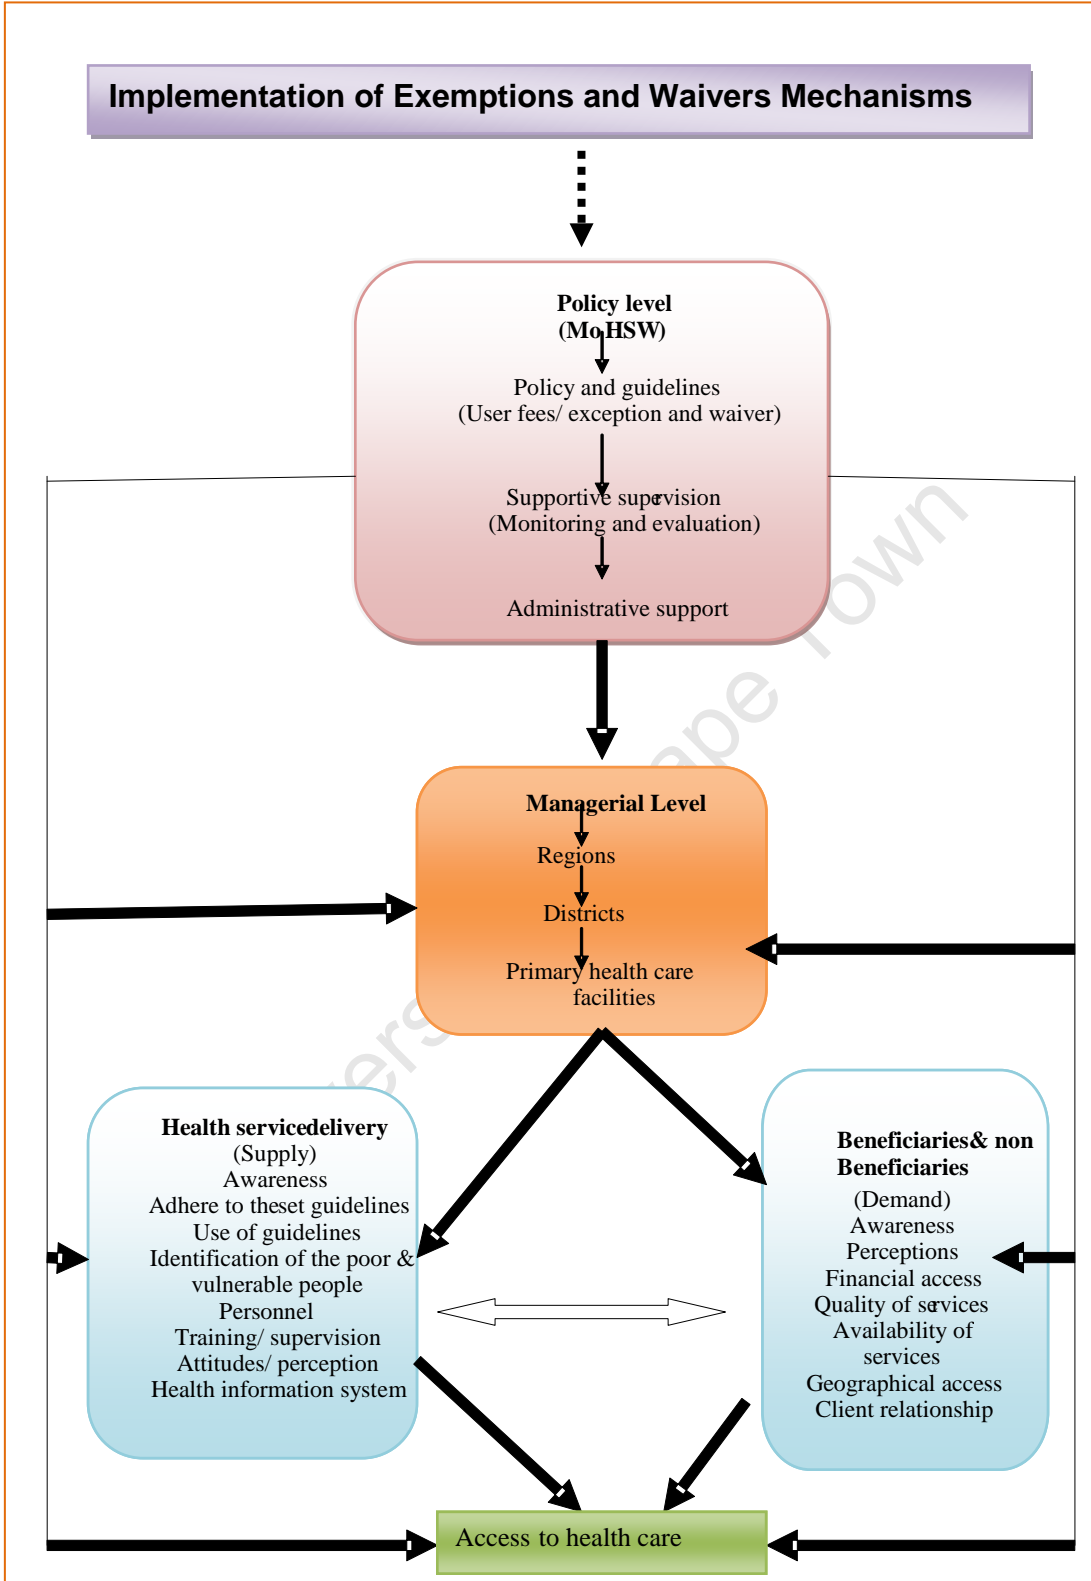 Implementation of Exemptions and Waivers Mechanisms
Policy level
(MoHSW)
Policy and guidelines
(User fees/ exception and waiver)
Supportive supervision
(Monitoring and evaluation)
Administrative support
Managerial Level
Regions
Districts
Primary health care
facilities
Health servicedelivery
(Supply)
Awareness
Adhere to theset guidelines
Use of guidelines
Identification of the poor &
vulnerable people
Personnel
Training/ supervision
Attitudes/ perception
Health information system
Beneficiaries& non
Beneficiaries
(Demand)
Awareness
Perceptions
Financial access
Quality of services
Availability of
services
Geographical access
Client relationship
Access to health care
Town